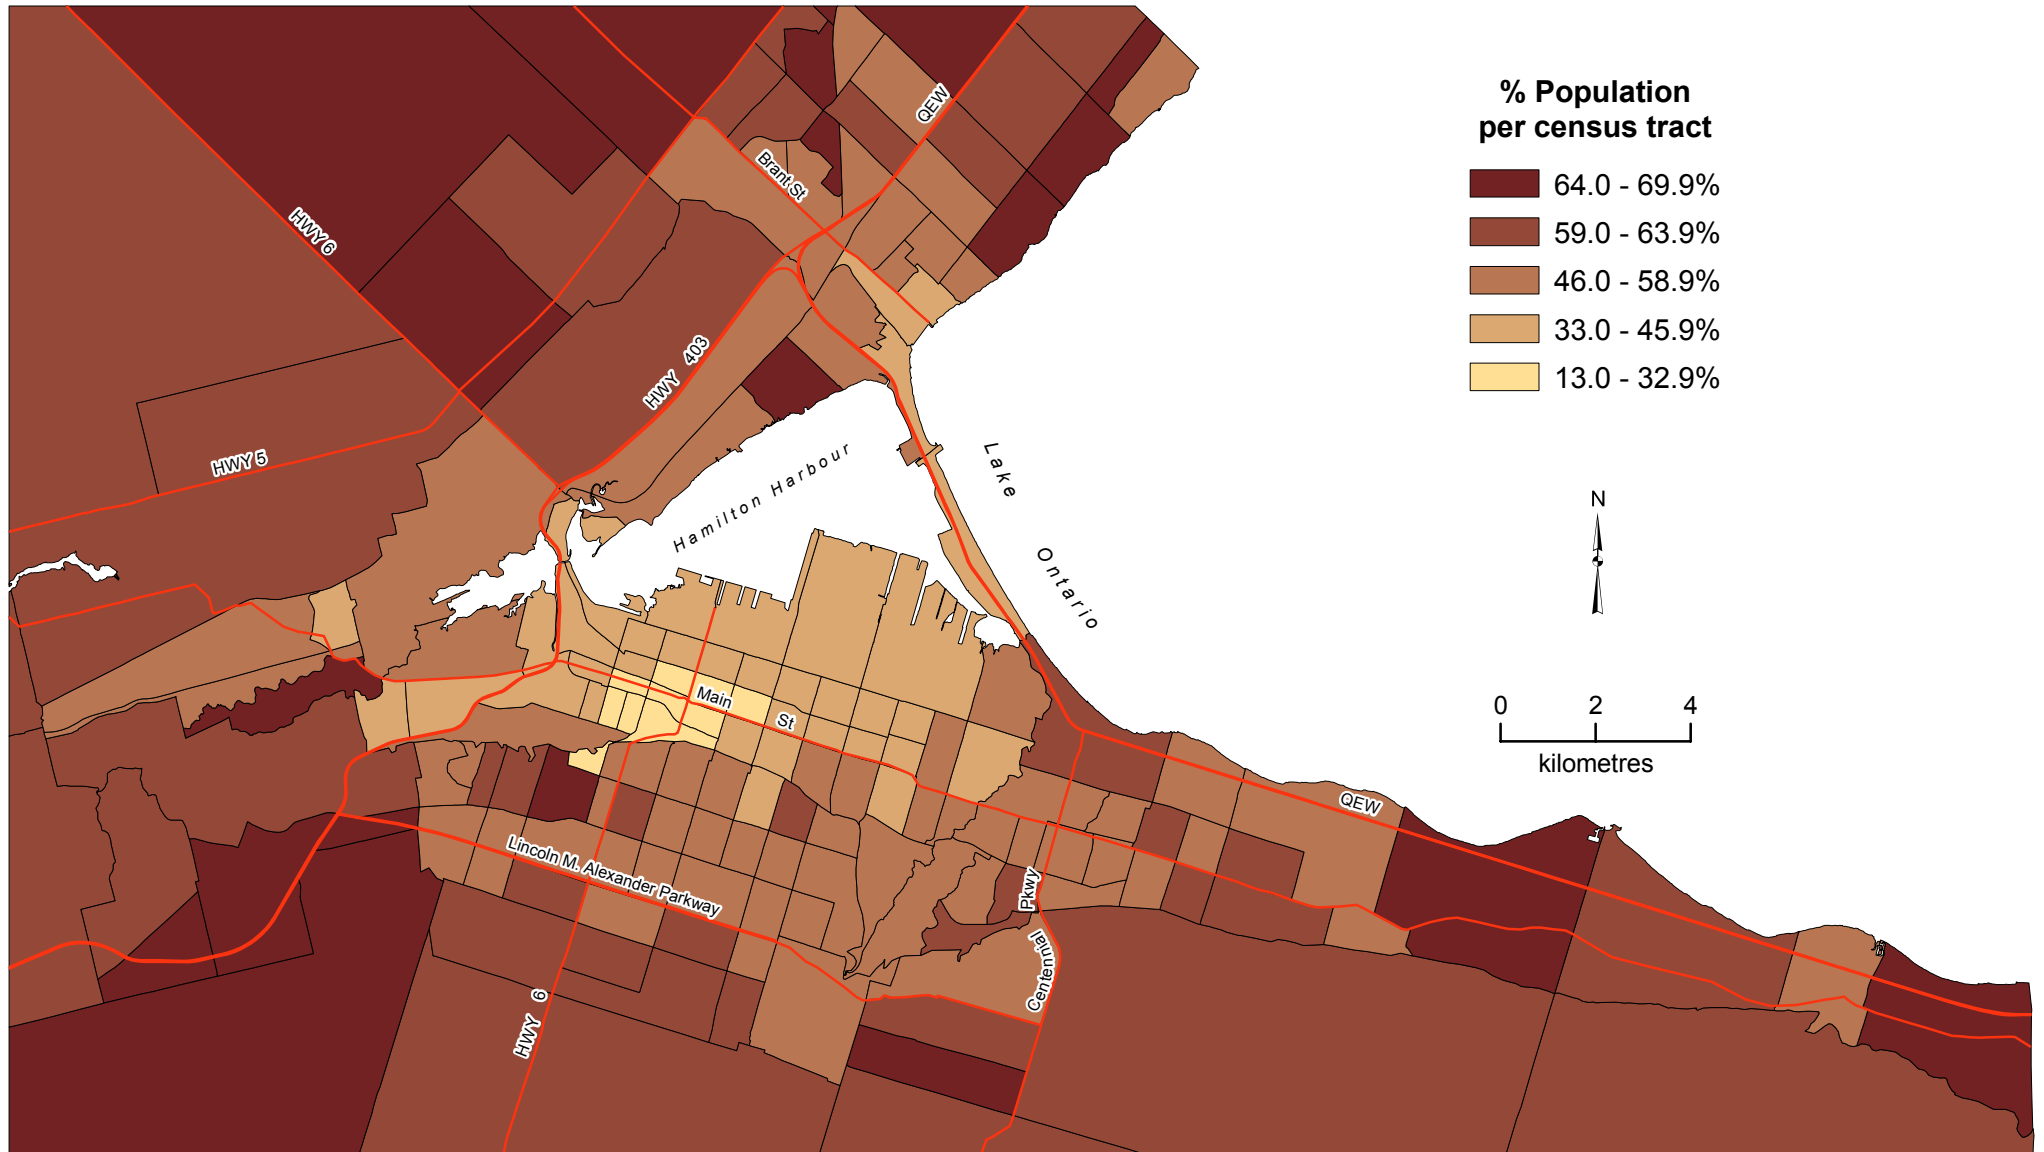 % Population
per census tract
64.0 - 69.9%
59.0 - 63.9%
46.0 - 58.9%
33.0 - 45.9%
13.0 - 32.9%
QEW
Brant St
HWY 6
HWY 403
HWY 5
Hamilton Harbour
Lake
Ontario
N
0 2 4
kilometres
Main St
QEW
Lincoln M. Alexander Parkway
Centennial Pkwy
HWY 6